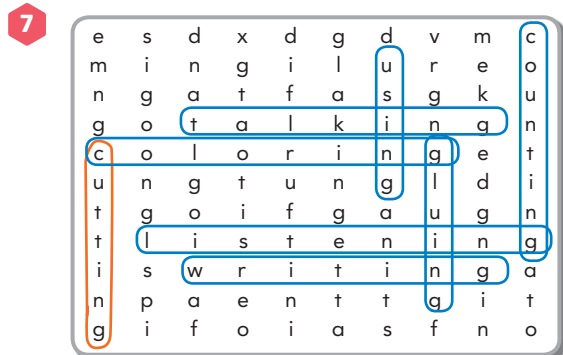 7
e s d x d g d v m c
m i n g i l u r e o
n g a t f a s g k u
g o t a l k i n g n
c o l o r i n g e t
u n g t u n g l d i
t g o i f g a u g n
t l i s t e n i n g
i s w r i t i n g a
n p a e n t t g i t
g i f o i a s f n o